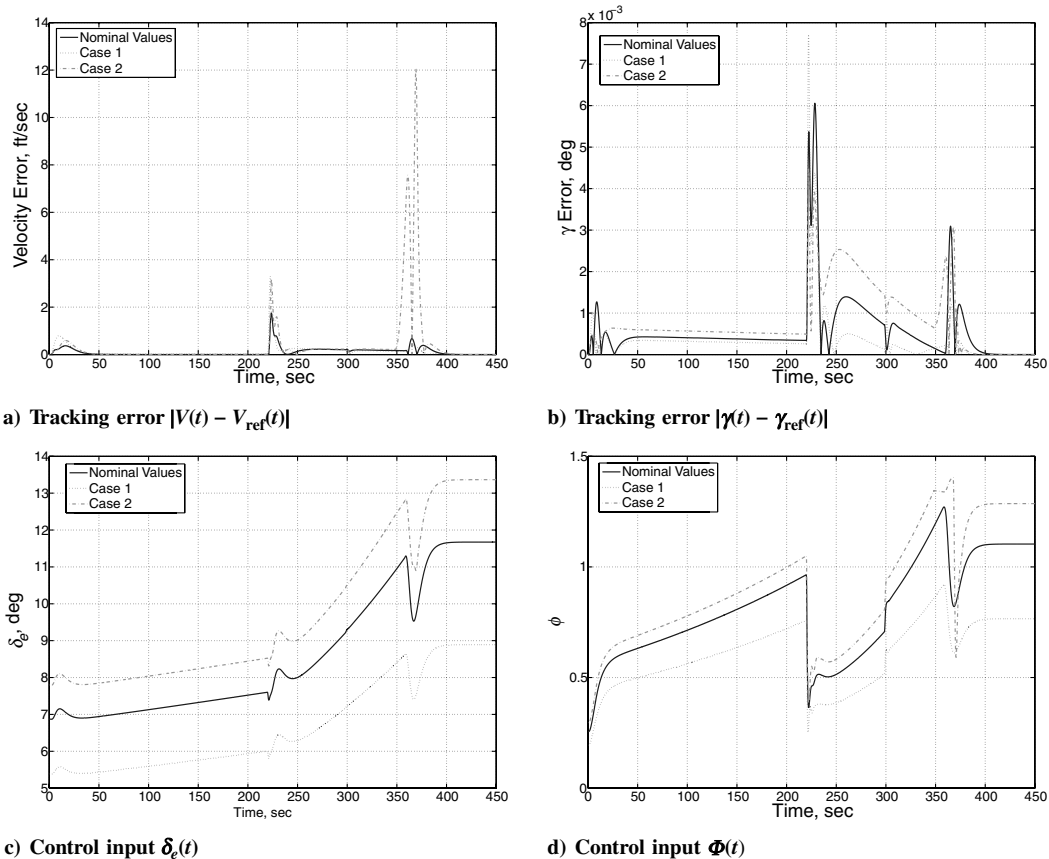 Nominal Values
Case 1
Case 2
14
12
10
8
6
4
2
0
Velocity Error, ft/sec
0 50 100 150 200 250 300 350 400 450
Time, sec
a) Tracking error |V(t) – V_ref(t)|
x 10^-3
Nominal Values
Case 1
Case 2
8
7
6
5
4
3
2
1
0
γ Error, deg
0 50 100 150 200 250 300 350 400 450
Time, sec
b) Tracking error |γ(t) – γ_ref(t)|
Nominal Values
Case 1
Case 2
14
13
12
11
10
9
8
7
6
5
δ_e, deg
0 50 100 150 200 250 300 350 400 450
Time, sec
c) Control input δ_e(t)
Nominal Values
Case 1
Case 2
1.5
1
0.5
0
ϕ
0 50 100 150 200 250 300 350 400 450
Time, sec
d) Control input Φ(t)